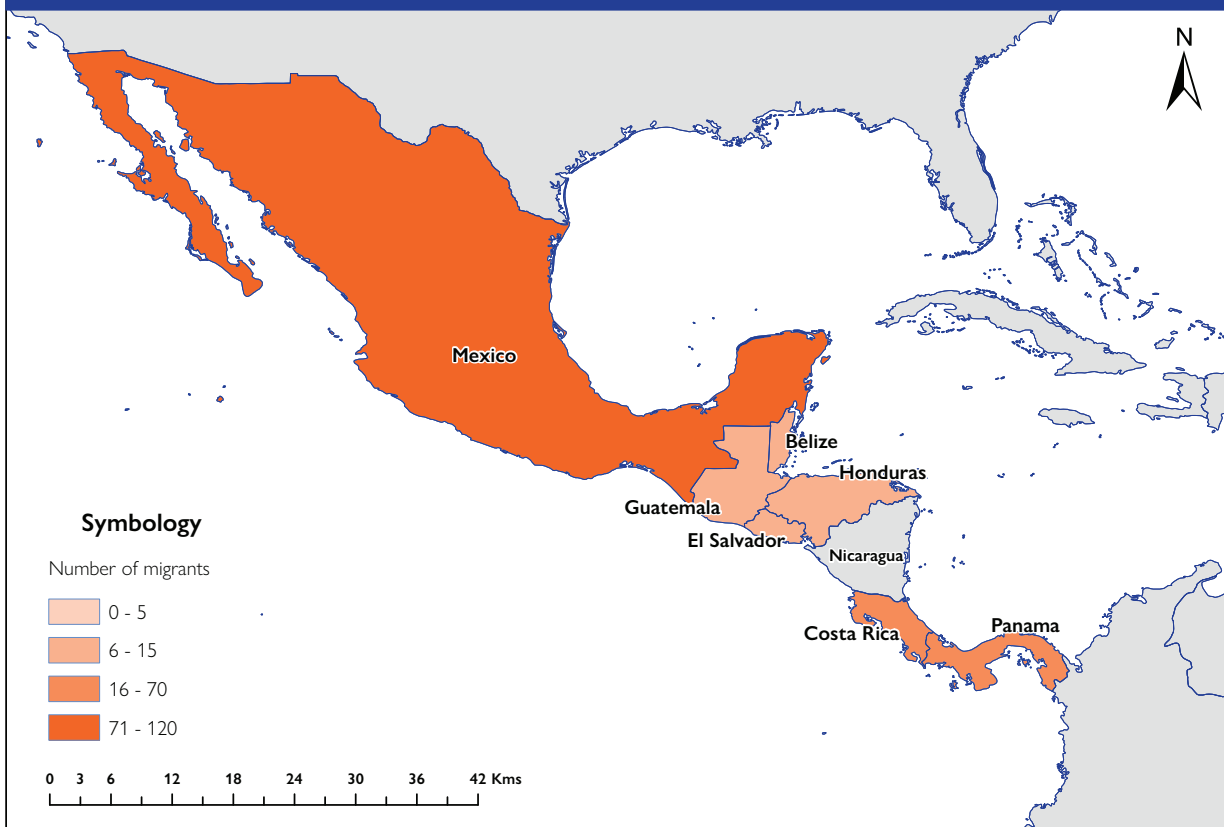 N
Mexico
Belize
Honduras
Guatemala
El Salvador
Nicaragua
Costa Rica
Panama
Symbology
Number of migrants
0 - 5
6 - 15
16 - 70
71 - 120
0 3 6 12 18 24 30 36 42 Kms